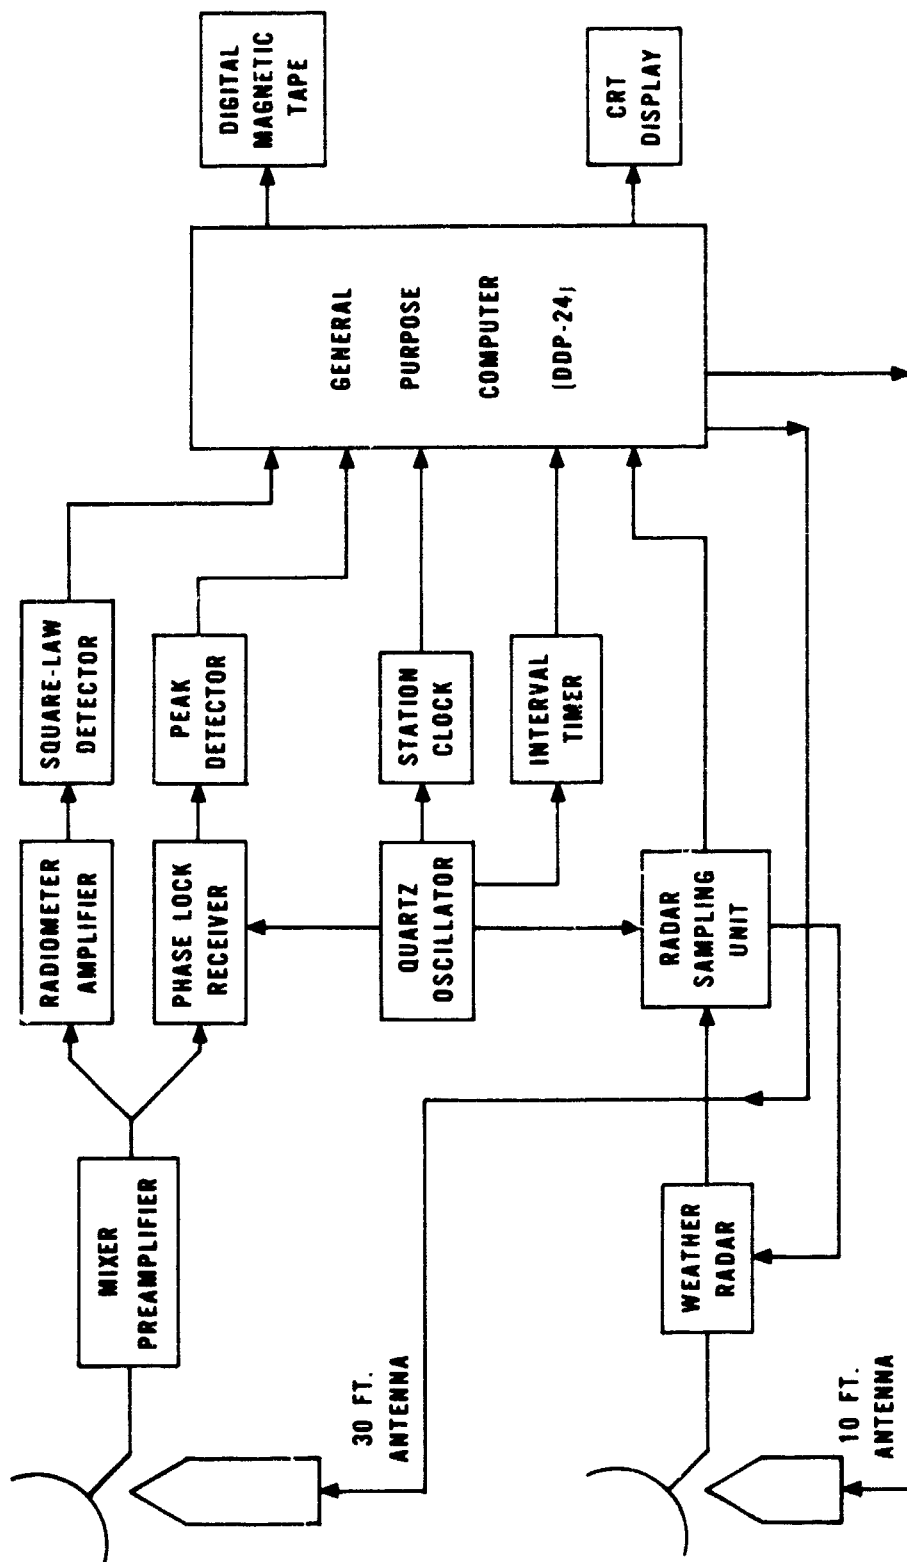 MIXER
PREAMPLIFIER
RADIOMETER
AMPLIFIER
SQUARE-LAW
DETECTOR
PHASE LOCK
RECEIVER
PEAK
DETECTOR
30 FT.
ANTENNA
QUARTZ
OSCILLATOR
STATION
CLOCK
INTERVAL
TIMER
GENERAL
PURPOSE
COMPUTER
(DDP-24)
DIGITAL
MAGNETIC
TAPE
CRT
DISPLAY
WEATHER
RADAR
RADAR
SAMPLING
UNIT
10 FT.
ANTENNA